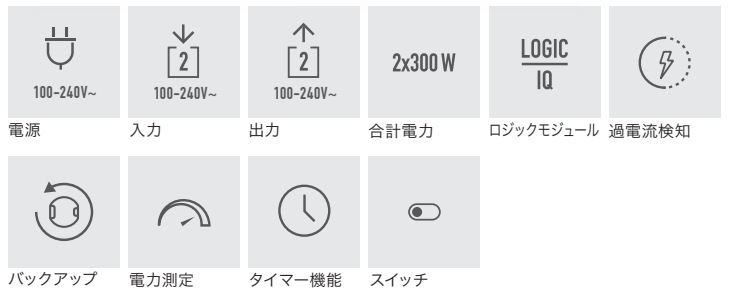 100-240V~
電源
2
100-240V~
入力
2
100-240V~
出力
2x300 W
合計電力
LOGIC
IQ
ロジックモジュール
過電流検知
バックアップ
電力測定
タイマー機能
スイッチ